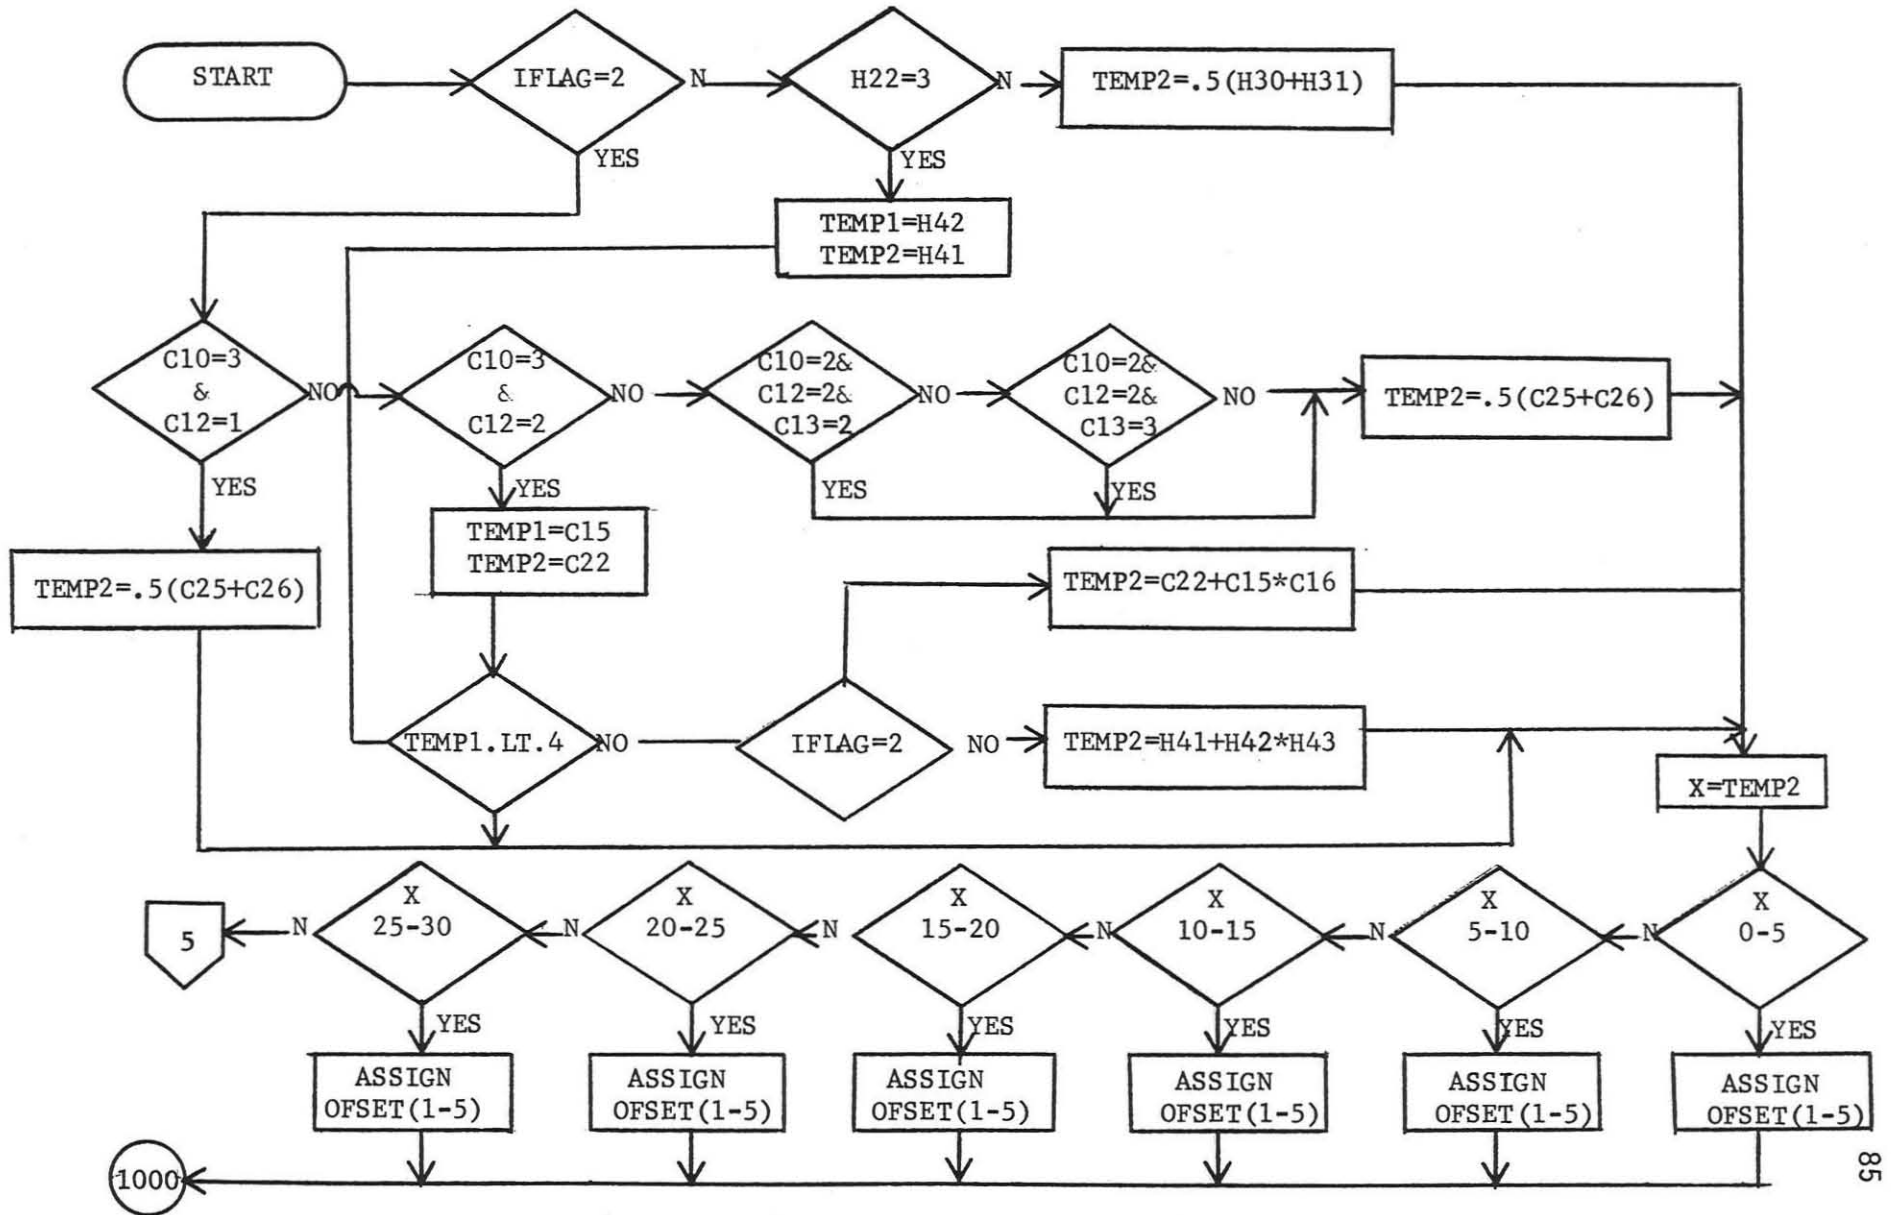 START
IFLAG=2
N
H22=3
N
TEMP2=.5(H30+H31)
YES
YES
TEMP1=H42
TEMP2=H41
C10=3
&
C12=1
NO
C10=3
&
C12=2
NO
C10=2&
C12=2&
C13=2
NO
C10=2&
C12=2&
C13=3
NO
TEMP2=.5(C25+C26)
YES
YES
YES
YES
TEMP1=C15
TEMP2=C22
TEMP2=.5(C25+C26)
TEMP2=C22+C15*C16
TEMP1.LT.4
NO
IFLAG=2
NO
TEMP2=H41+H42*H43
X=TEMP2
5
N
X
25-30
N
X
20-25
N
X
15-20
N
X
10-15
N
X
5-10
N
X
0-5
YES
YES
YES
YES
YES
YES
ASSIGN
OFSET(1-5)
ASSIGN
OFSET(1-5)
ASSIGN
OFSET(1-5)
ASSIGN
OFSET(1-5)
ASSIGN
OFSET(1-5)
ASSIGN
OFSET(1-5)
1000
85